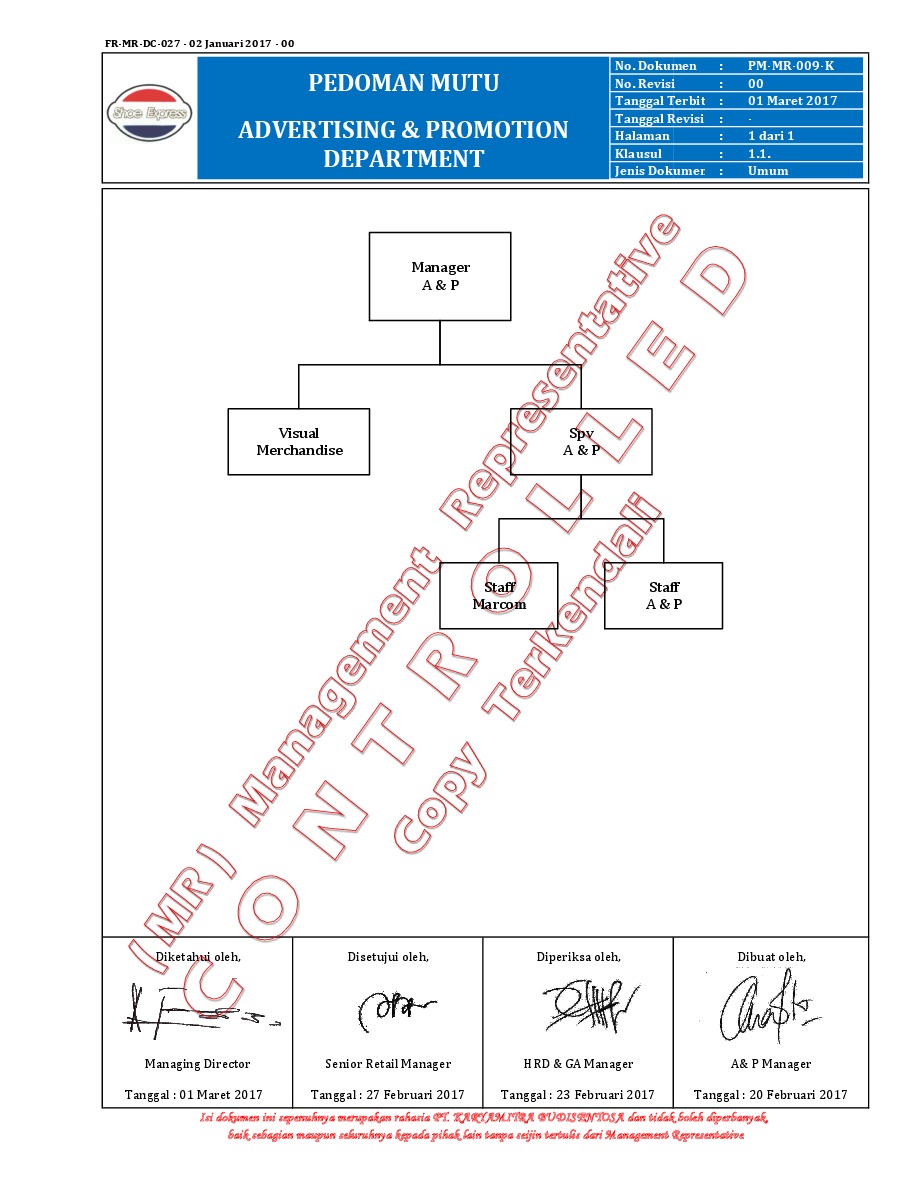 FR-MR-DC-027 - 02 Januari 2017 - 00
Shoe Express
PEDOMAN MUTU
ADVERTISING & PROMOTION
DEPARTMENT
No. Dokumen : PM-MR-009-K
No. Revisi : 00
Tanggal Terbit : 01 Maret 2017
Tanggal Revisi : -
Halaman : 1 dari 1
Klausul : 1.1.
Jenis Dokumer : Umum
Manager
A & P
Visual
Merchandise
Spv
A & P
Staff
Marcom
Staff
A & P
(MR) Management Representative
CONTROLLED
Copy Terkendali
Diketahui oleh,
Disetujui oleh,
Diperiksa oleh,
Dibuat oleh,
Managing Director
Senior Retail Manager
HRD & GA Manager
A& P Manager
Tanggal : 01 Maret 2017
Tanggal : 27 Februari 2017
Tanggal : 23 Februari 2017
Tanggal : 20 Februari 2017
Isi dokumen ini sepenuhnya merupakan rahasia PT. KARYAMITRA BUDISENTOSA dan tidak boleh diperbanyak,
baik sebagian maupun seluruhnya kepada pihak lain tanpa seijin tertulis dari Management Representative